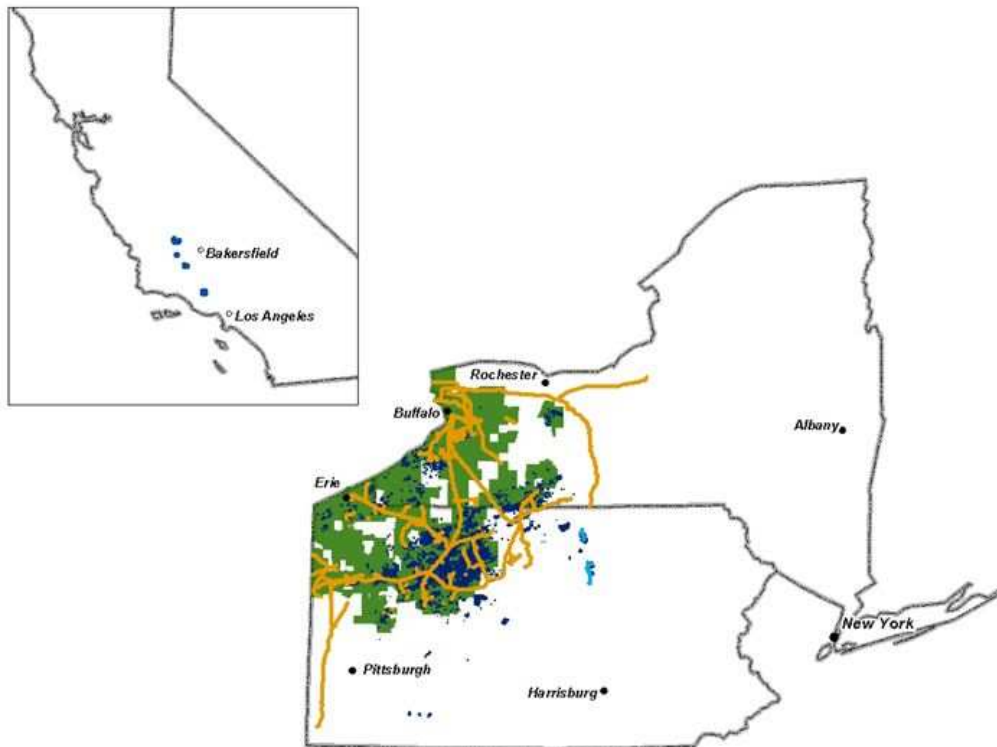 Bakersfield
Los Angeles
Rochester
Buffalo
Albany
Erie
New York
Pittsburgh
Harrisburg